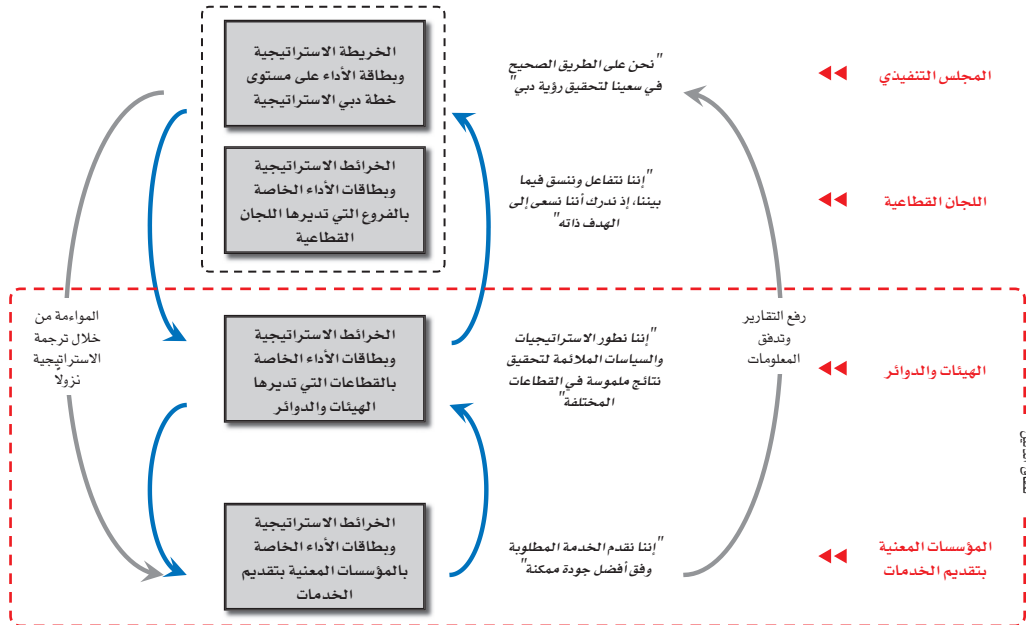 المجلس التنفيذي
"نحن على الطريق الصحيح
في سعينا لتحقيق رؤية دبي"
الخريطة الاستراتيجية
وبطاقة الأداء على مستوى
خطة دبي الاستراتيجية
اللجان القطاعية
"إننا نتفاعل وننسق فيما
بيننا، إذ ندرك أننا نسعى إلى
الهدف ذاته"
الخرائط الاستراتيجية
وبطاقات الأداء الخاصة
بالفروع التي تديرها اللجان
القطاعية
الهيئات والدوائر
رفع التقارير
وتدفق
المعلومات
"إننا نطور الاستراتيجيات
والسياسات الملائمة لتحقيق
نتائج ملموسة في القطاعات
المختلفة"
الخرائط الاستراتيجية
وبطاقات الأداء الخاصة
بالقطاعات التي تديرها
الهيئات والدوائر
المواءمة من
خلال ترجمة
الاستراتيجية
نزولًا
المؤسسات المعنية
بتقديم الخدمات
"إننا نقدم الخدمة المطلوبة
وفق أفضل جودة ممكنة"
الخرائط الاستراتيجية
وبطاقات الأداء الخاصة
بالمؤسسات المعنية بتقديم
الخدمات